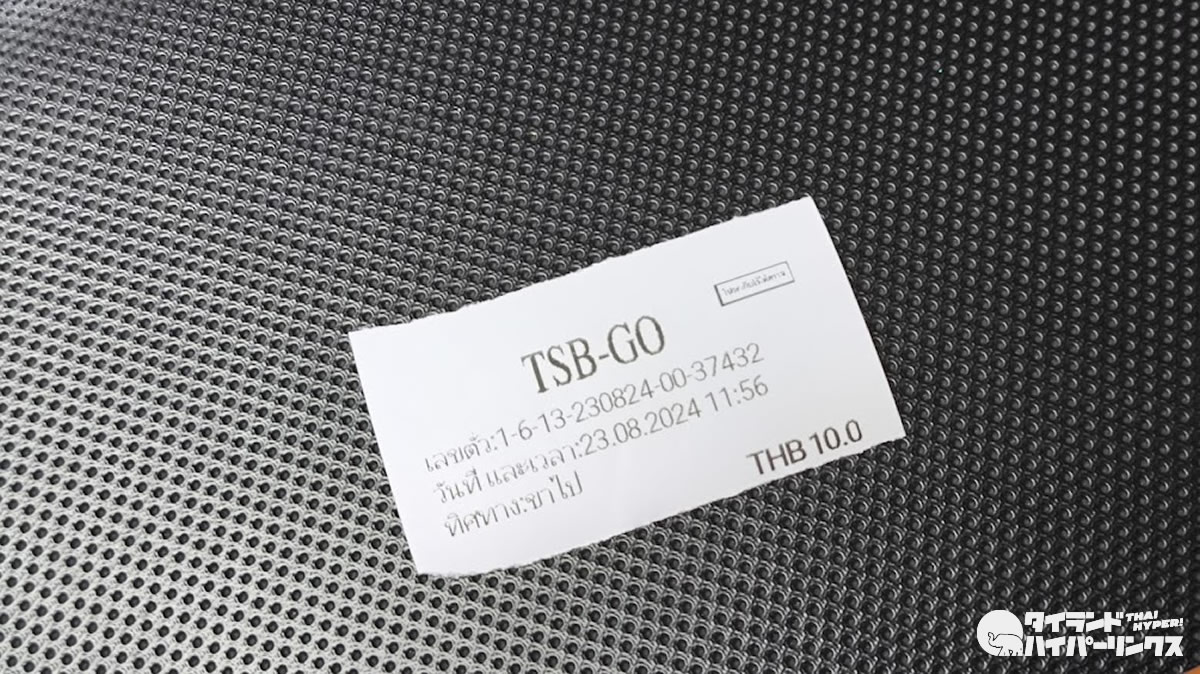 TSB-GO
เลขตั๋ว:1-6-13-230824-00-37432
วันที่ และเวลา:23.08.2024 11:56
ทิศทาง:ขาไป
THB 10.0
タイランド THAI
HYPER!
ハイパーリンクス